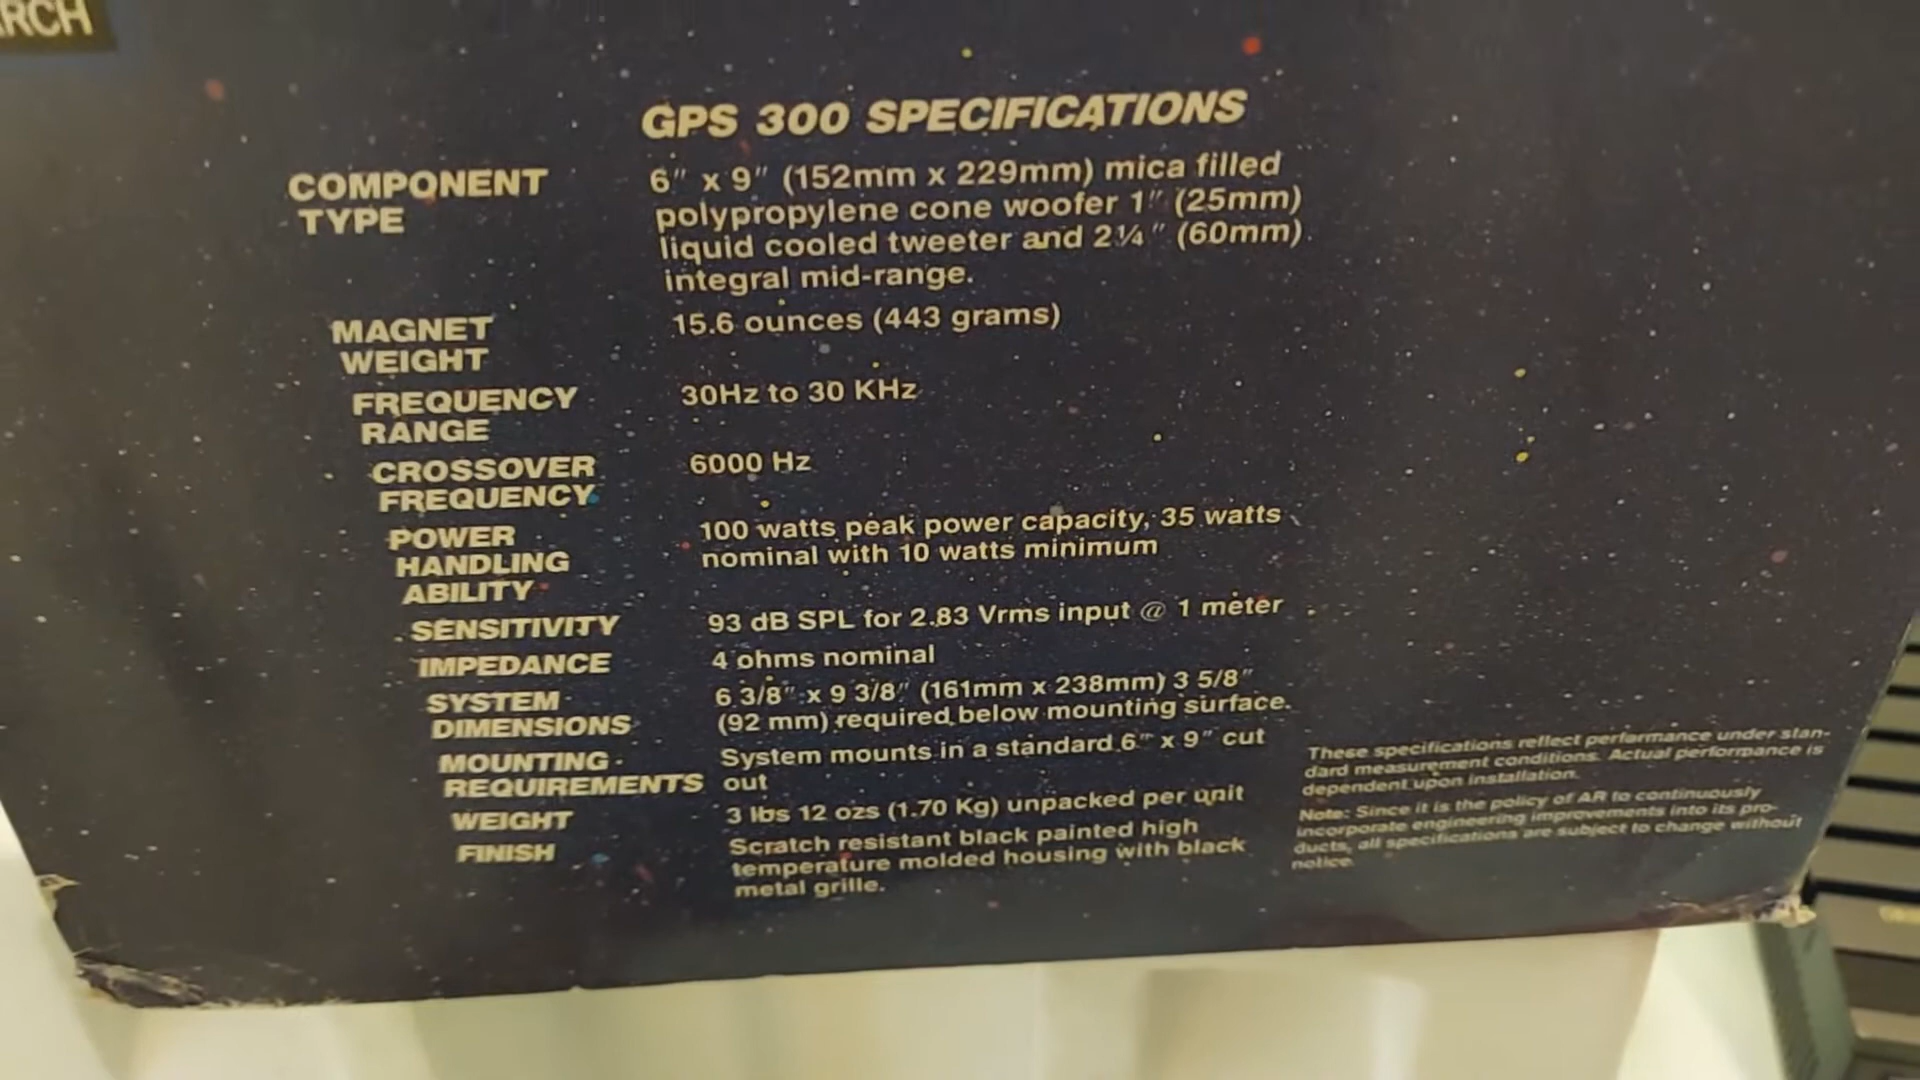 RCH
GPS 300 SPECIFICATIONS
COMPONENT TYPE
6" x 9" (152mm x 229mm) mica filled
polypropylene cone woofer 1" (25mm)
liquid cooled tweeter and 2¼" (60mm)
integral mid-range.
MAGNET WEIGHT
15.6 ounces (443 grams)
FREQUENCY RANGE
30Hz to 30 KHz
CROSSOVER FREQUENCY
6000 Hz
POWER HANDLING ABILITY
100 watts peak power capacity, 35 watts
nominal with 10 watts minimum
SENSITIVITY
93 dB SPL for 2.83 Vrms input @ 1 meter
IMPEDANCE
4 ohms nominal
SYSTEM DIMENSIONS
6 3/8" x 9 3/8" (161mm x 238mm) 3 5/8"
(92 mm) required below mounting surface.
MOUNTING REQUIREMENTS
System mounts in a standard 6" x 9" cut
out
WEIGHT
3 lbs 12 ozs (1.70 Kg) unpacked per unit
FINISH
Scratch resistant black painted high
temperature molded housing with black
metal grille.
These specifications reflect performance under stan-
dard measurement conditions. Actual performance is
dependent upon installation.
Note: Since it is the policy of AR to continuously
incorporate engineering improvements into its pro-
ducts, all specifications are subject to change without
notice.